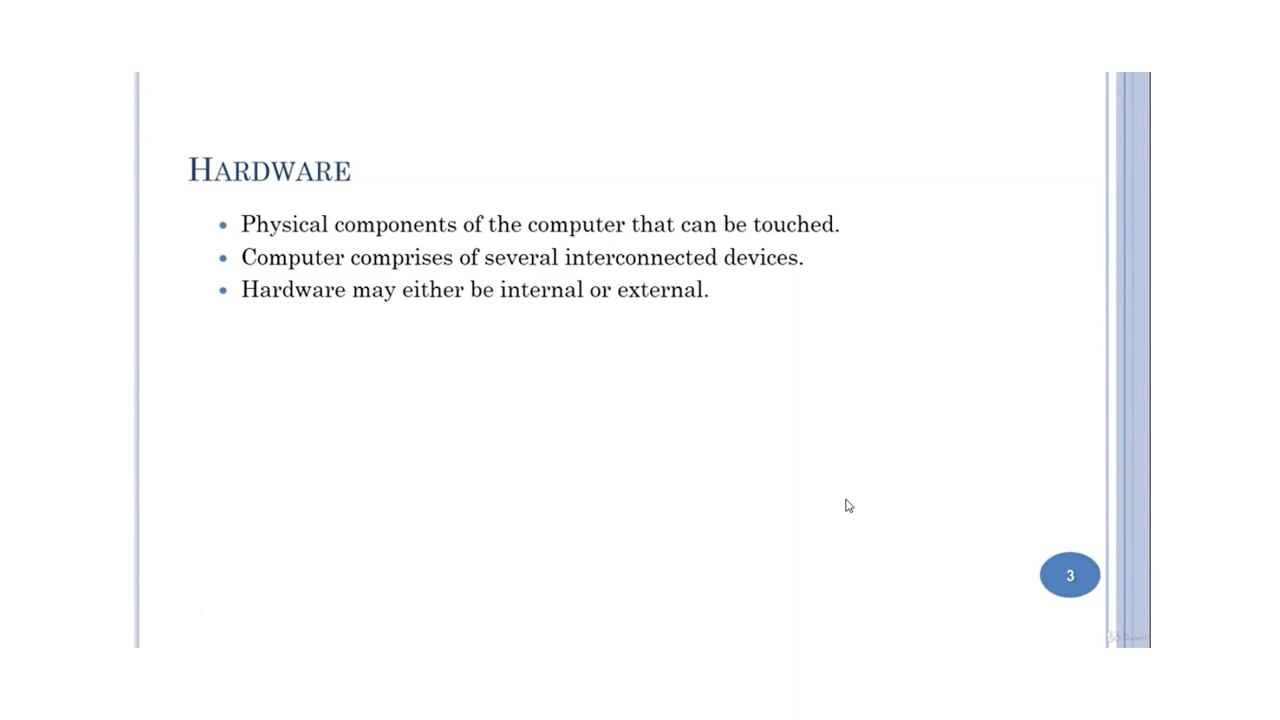 HARDWARE
• Physical components of the computer that can be touched.
• Computer comprises of several interconnected devices.
• Hardware may either be internal or external.
3